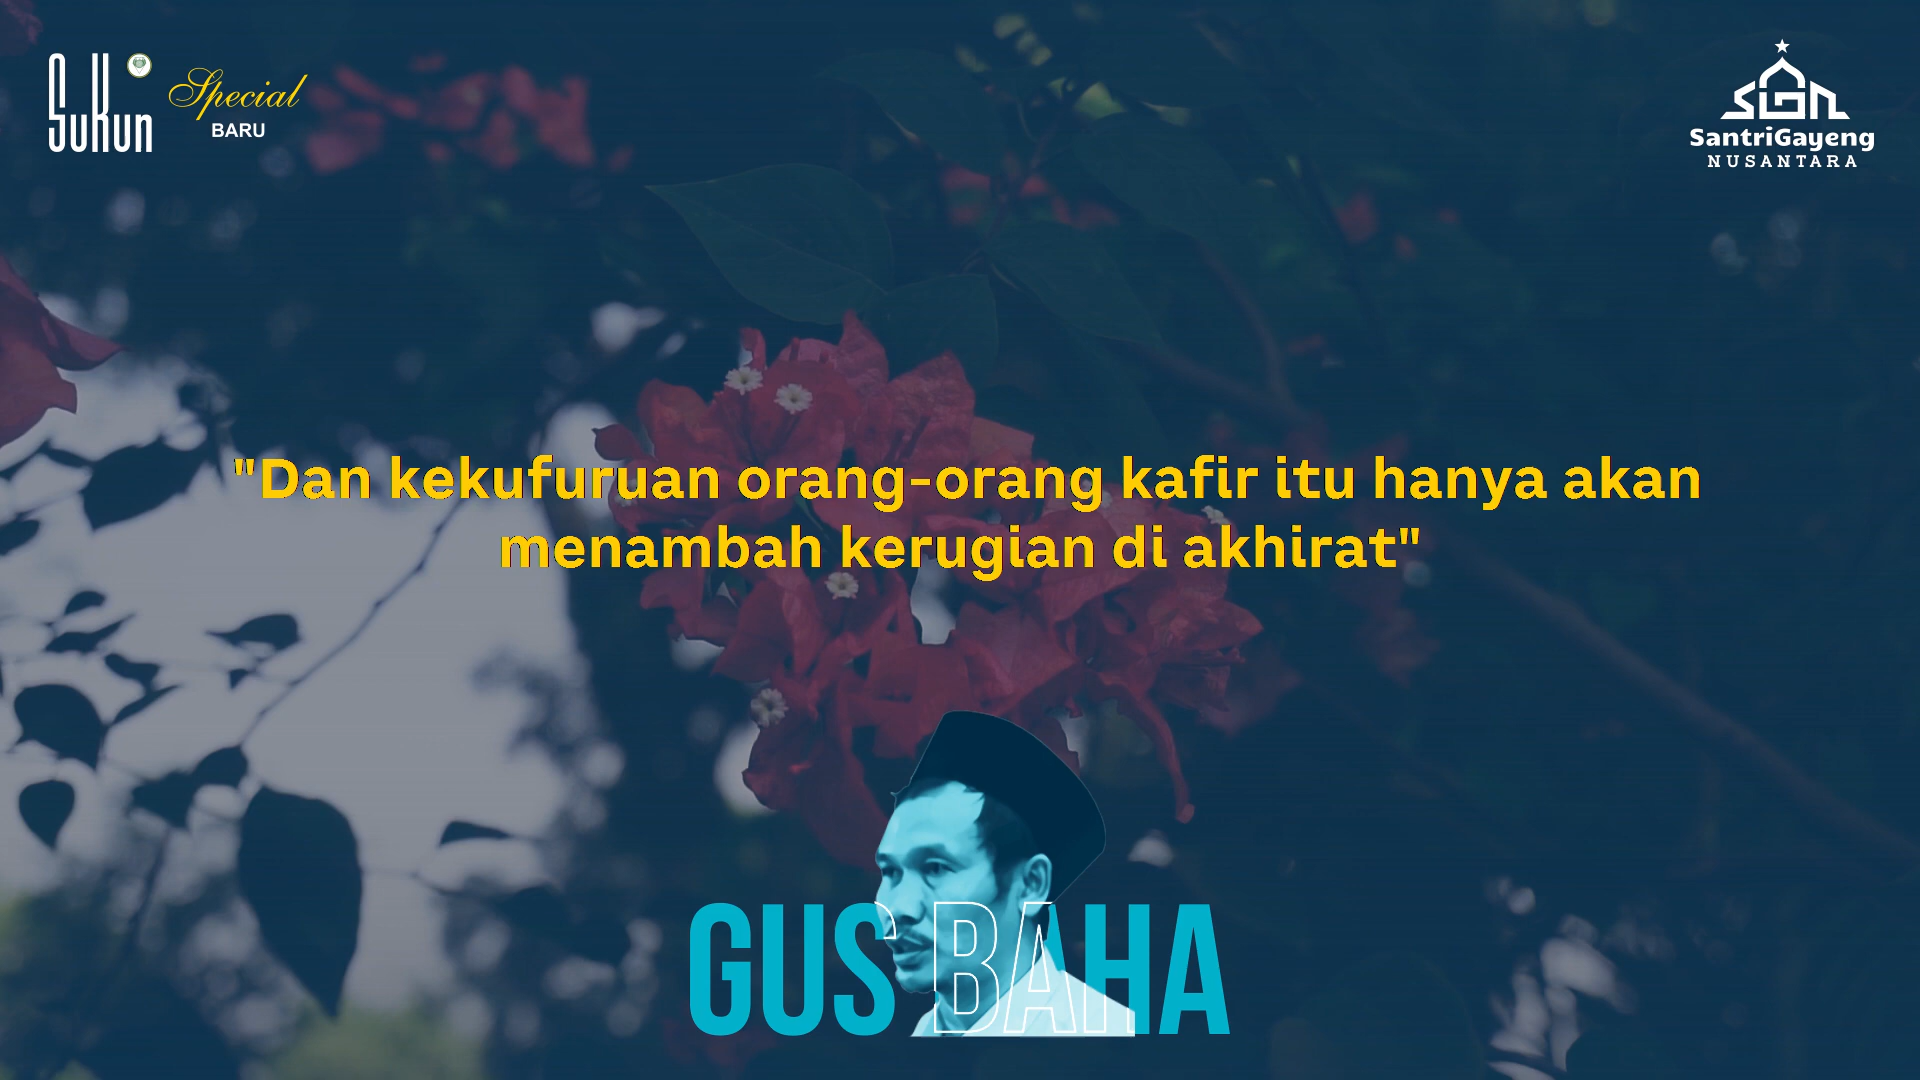 SuKun
Special
BARU
SIGN
SantriGayeng
NUSANTARA
"Dan kekufuruan orang-orang kafir itu hanya akan
menambah kerugian di akhirat"
GUS BAHA